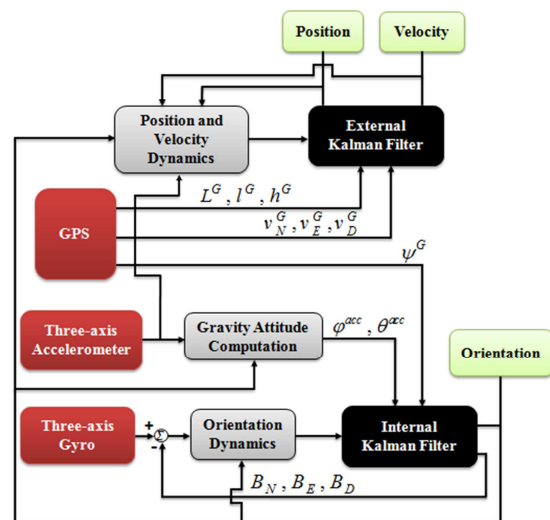 Position
Velocity
Position and
Velocity
Dynamics
External
Kalman Filter
L^G , l^G , h^G
v_N^G , v_E^G , v_D^G
GPS
ψ^G
Three-axis
Accelerometer
Gravity Attitude
Computation
φ^acc , θ^acc
Orientation
Three-axis
Gyro
+
-
Σ
Orientation
Dynamics
Internal
Kalman Filter
B_N , B_E , B_D